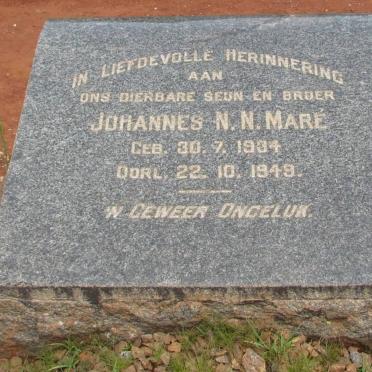 IN LIEFDEVOLLE HERINNERING
AAN
ONS DIERBARE SEUN EN BROER
JOHANNES N. N. MARÉ
GEB. 30. 7. 1934
OORL. 22. 10. 1949.
'N GEWEER ONGELUK.